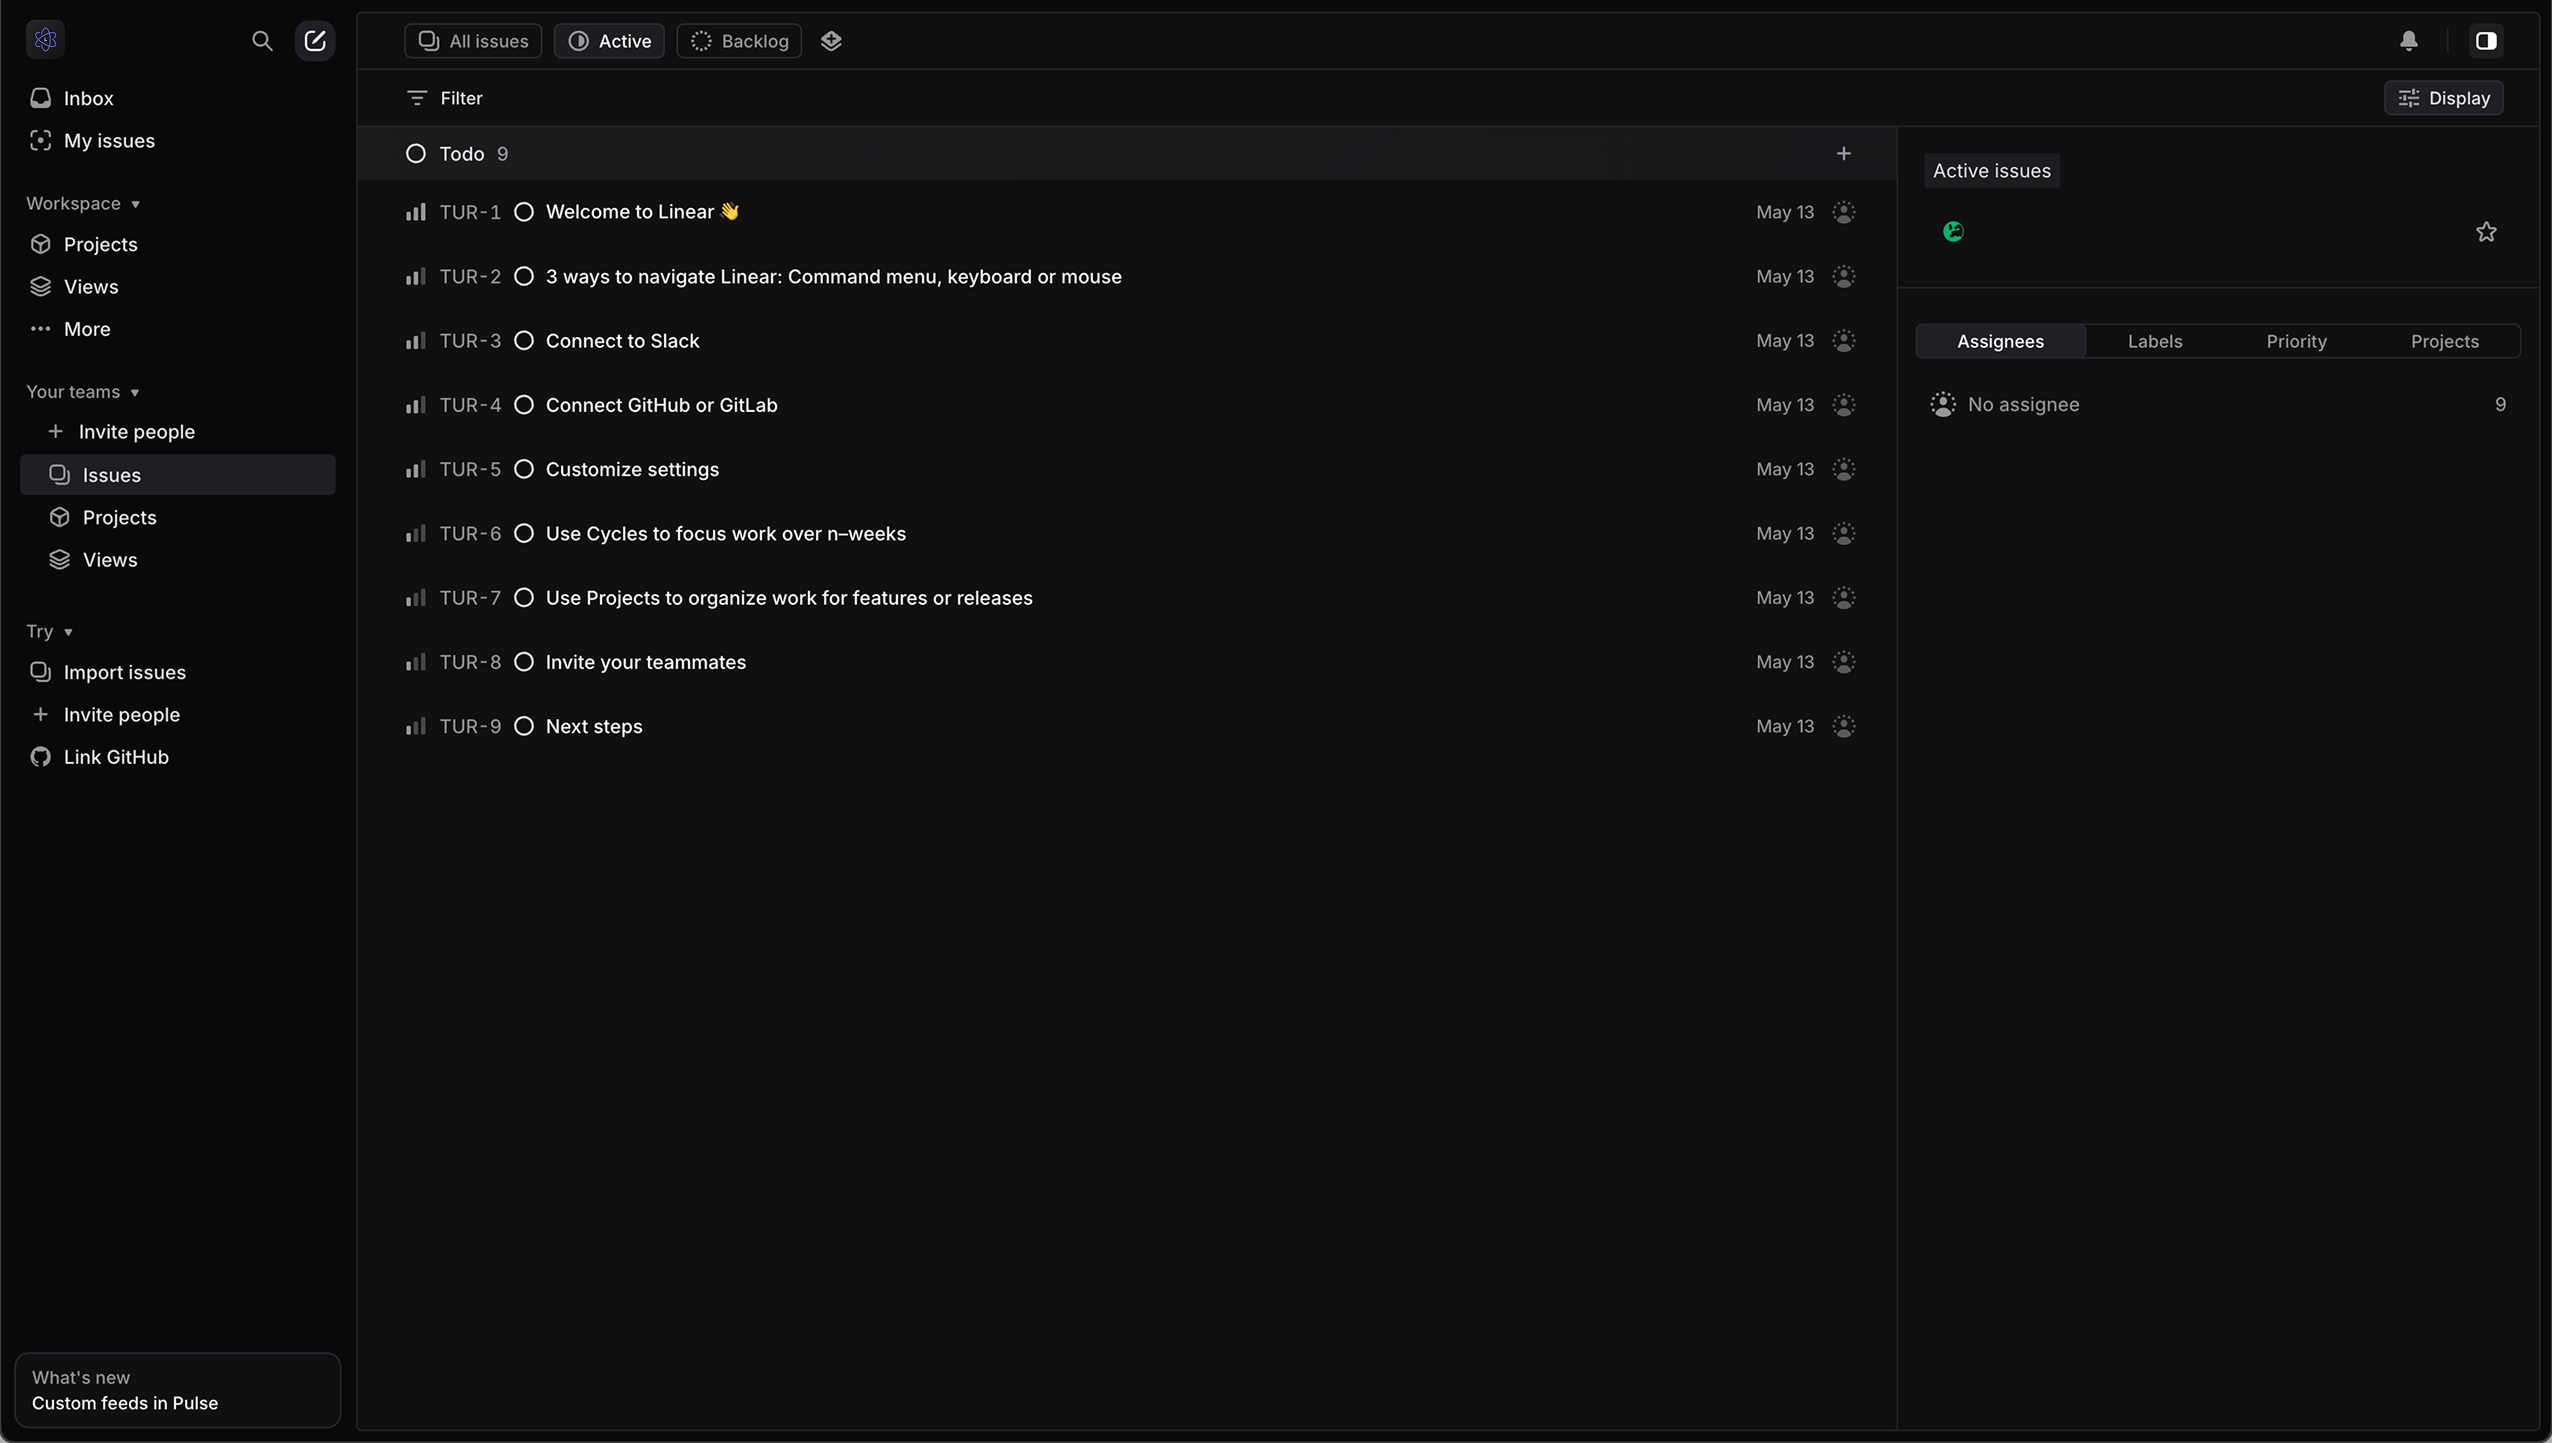 Inbox
My issues
Workspace
Projects
Views
More
Your teams
Invite people
Issues
Projects
Views
Try
Import issues
Invite people
Link GitHub
What's new
Custom feeds in Pulse
All issues Active Backlog
Filter Display
Todo 9
TUR-1 Welcome to Linear 👋 May 13
TUR-2 3 ways to navigate Linear: Command menu, keyboard or mouse May 13
TUR-3 Connect to Slack May 13
TUR-4 Connect GitHub or GitLab May 13
TUR-5 Customize settings May 13
TUR-6 Use Cycles to focus work over n–weeks May 13
TUR-7 Use Projects to organize work for features or releases May 13
TUR-8 Invite your teammates May 13
TUR-9 Next steps May 13
Active issues
Assignees Labels Priority Projects
No assignee 9